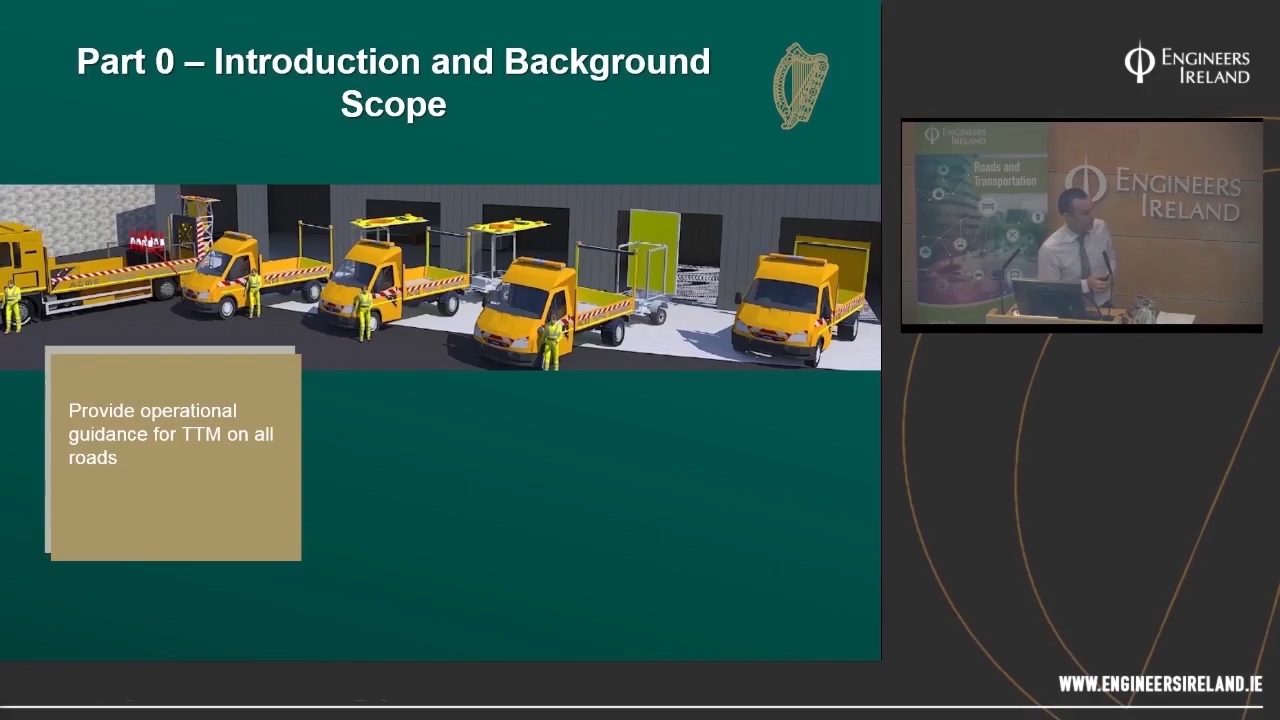 Part 0 – Introduction and Background
Scope
Provide operational
guidance for TTM on all
roads
ENGINEERS
IRELAND
ENGINEERS
IRELAND
Roads and
Transportation
ENGINEERS
IRELAND
WWW.ENGINEERSIRELAND.IE